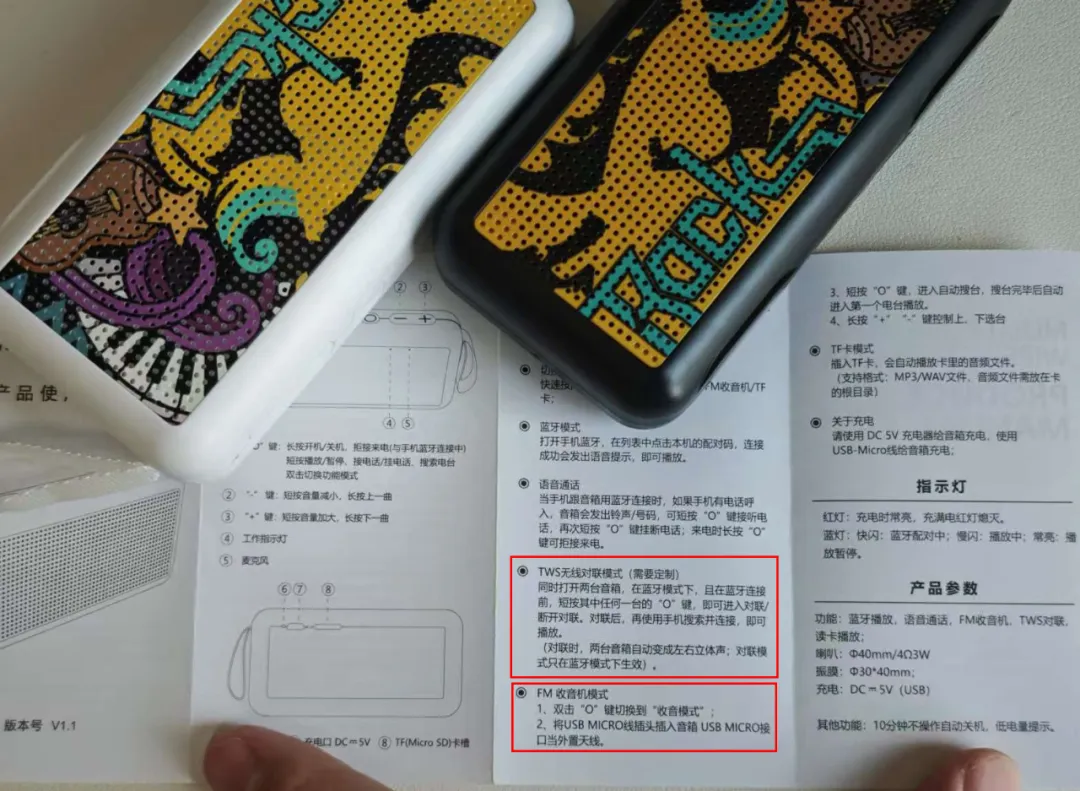 Rocks
产品使，
版本号 V1.1
② ③
④ ⑤
键：长按开机/关机，拒接来电(与手机蓝牙连接中)
短按播放/暂停、接电话/挂电话、搜索电台
双击切换功能模式
② "-" 键：短按音量减小，长按上一曲
③ "+" 键：短按音量加大，长按下一曲
④ 工作指示灯
⑤ 麦克风
⑥ ⑦ ⑧
充电口 DC=5V ⑧ TF(Micro SD)卡槽
快速按
FM收音机/TF
卡；
蓝牙模式
打开手机蓝牙，在列表中点击本机的配对码，连接
成功会发出语音提示，即可播放。
语音通话
当手机跟音箱用蓝牙连接时，如果手机有电话呼
入，音箱会发出铃声/号码，可短按 "O" 键接听电
话，再次短按 "O" 键挂断电话；来电时长按 "O"
键可拒接来电。
TWS无线对联模式（需要定制）
同时打开两台音箱，在蓝牙模式下，且在蓝牙连接
前，短按其中任何一台的 "O" 键，即可进入对联/
断开对联。对联后，再使用手机搜索并连接，即可
播放。
（对联时，两台音箱自动变成左右立体声；对联模
式只在蓝牙模式下生效）。
FM 收音机模式
1、双击 "O" 键切换到 "收音模式"；
2、将USB MICRO线插头插入音箱 USB MICRO接
口当外置天线。
3、短按 "O" 键，进入自动搜台，搜台完毕后自动
进入第一个电台播放。
4、长按 "+" "-" 键控制上、下选台
TF卡模式
插入TF卡，会自动播放卡里的音频文件。
（支持格式：MP3/WAV文件，音频文件需放在卡
的根目录）
关于充电
请使用 DC 5V 充电器给音箱充电，使用
USB-Micro线给音箱充电；
指示灯
红灯：充电时常亮，充满电红灯熄灭。
蓝灯：快闪：蓝牙配对中；慢闪：播放中；常亮：播
放暂停。
产品参数
功能：蓝牙播放，语音通话，FM收音机，TWS对联，
读卡播放；
喇叭：Φ40mm/4Ω3W
振膜：Φ30*40mm；
充电：DC=5V（USB）
其他功能：10分钟不操作自动关机，低电量提示。